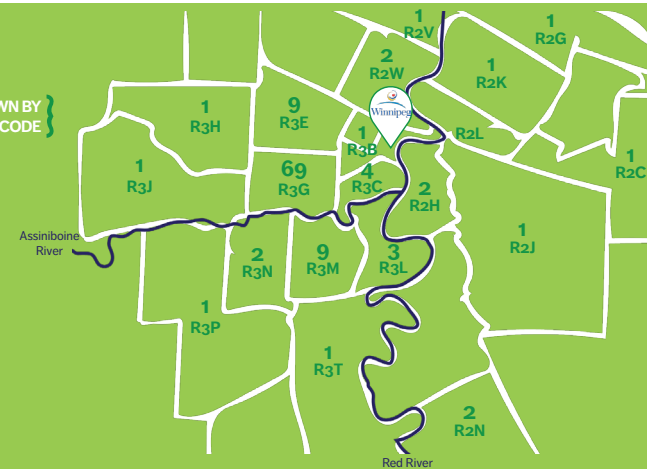 1
R2V
1
R2G
2
R2W
1
R2K
WN BY
CODE
1
R3H
9
R3E
Winnipeg
1
R3B
R2L
1
R2C
1
R3J
69
R3G
4
R3C
2
R2H
1
R2J
Assiniboine
River
2
R3N
9
R3M
3
R3L
1
R3P
1
R3T
2
R2N
Red River